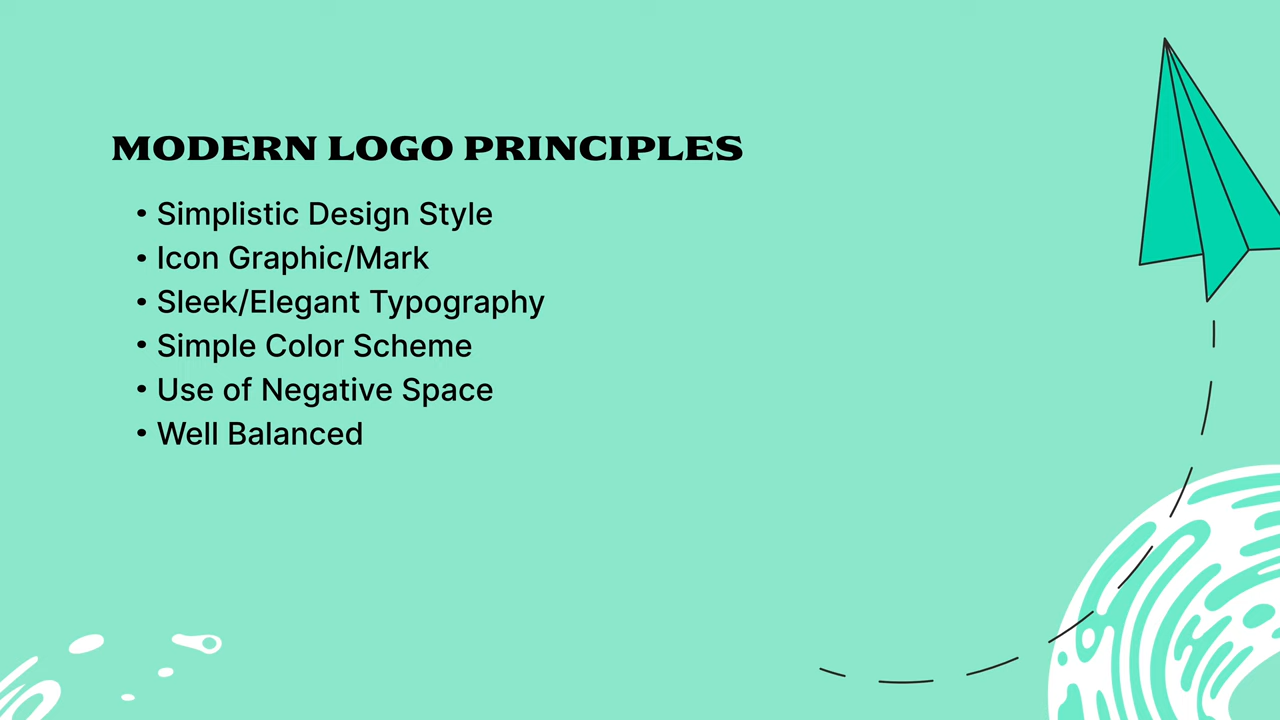 MODERN LOGO PRINCIPLES
• Simplistic Design Style
• Icon Graphic/Mark
• Sleek/Elegant Typography
• Simple Color Scheme
• Use of Negative Space
• Well Balanced